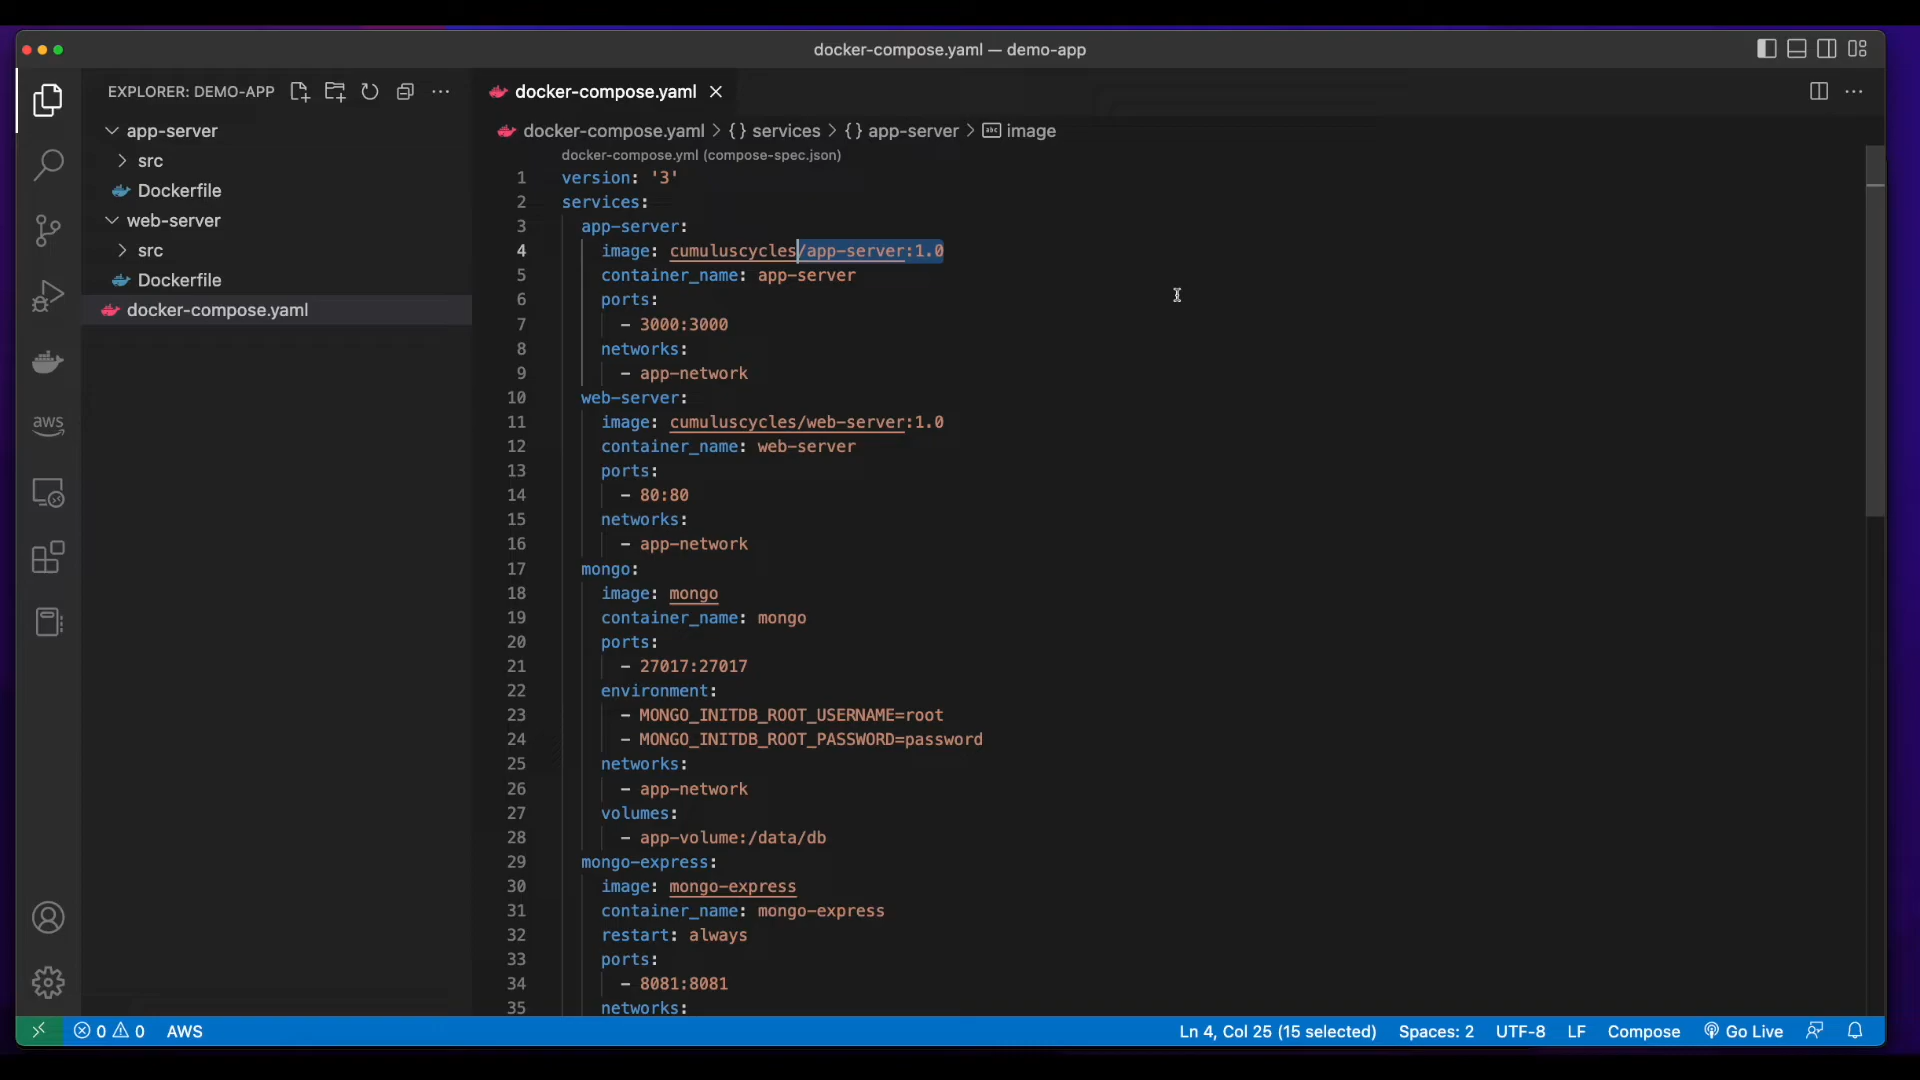 docker-compose.yaml — demo-app
EXPLORER: DEMO-APP
app-server
src
Dockerfile
web-server
src
Dockerfile
docker-compose.yaml
aws
docker-compose.yaml
docker-compose.yaml > {} services > {} app-server > abc image
docker-compose.yml (compose-spec.json)
1 version: '3'
2 services:
3 app-server:
4 image: cumuluscycles/app-server:1.0
5 container_name: app-server
6 ports:
7 - 3000:3000
8 networks:
9 - app-network
10 web-server:
11 image: cumuluscycles/web-server:1.0
12 container_name: web-server
13 ports:
14 - 80:80
15 networks:
16 - app-network
17 mongo:
18 image: mongo
19 container_name: mongo
20 ports:
21 - 27017:27017
22 environment:
23 - MONGO_INITDB_ROOT_USERNAME=root
24 - MONGO_INITDB_ROOT_PASSWORD=password
25 networks:
26 - app-network
27 volumes:
28 - app-volume:/data/db
29 mongo-express:
30 image: mongo-express
31 container_name: mongo-express
32 restart: always
33 ports:
34 - 8081:8081
35 networks:
0 0 AWS
Ln 4, Col 25 (15 selected) Spaces: 2 UTF-8 LF Compose Go Live